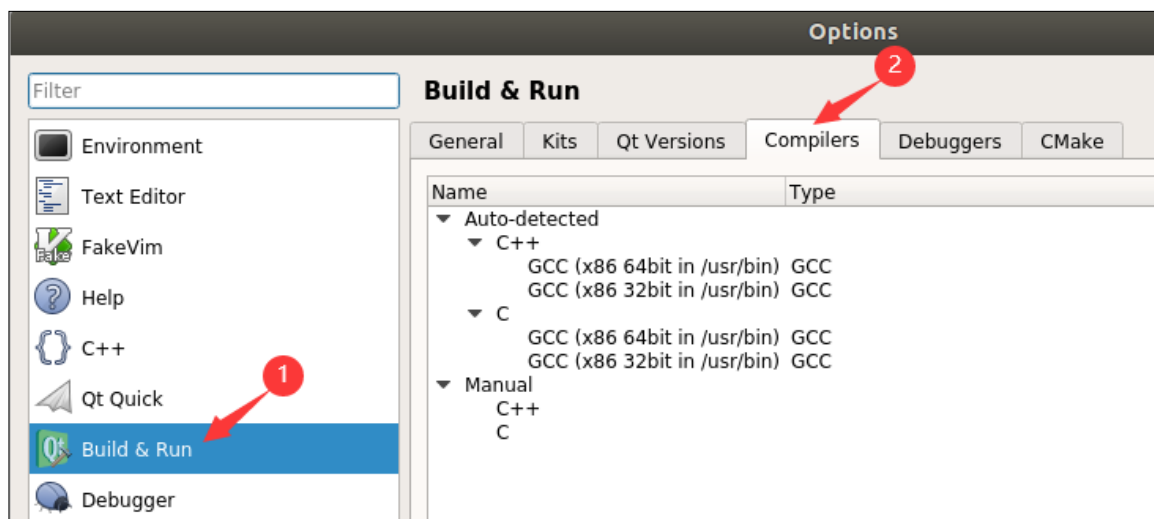 Options
2
Filter
Build & Run
Environment
Text Editor
FakeVim
Help
C++
Qt Quick
1
Build & Run
Debugger
General Kits Qt Versions Compilers Debuggers CMake
Name Type
Auto-detected
C++
GCC (x86 64bit in /usr/bin) GCC
GCC (x86 32bit in /usr/bin) GCC
C
GCC (x86 64bit in /usr/bin) GCC
GCC (x86 32bit in /usr/bin) GCC
Manual
C++
C